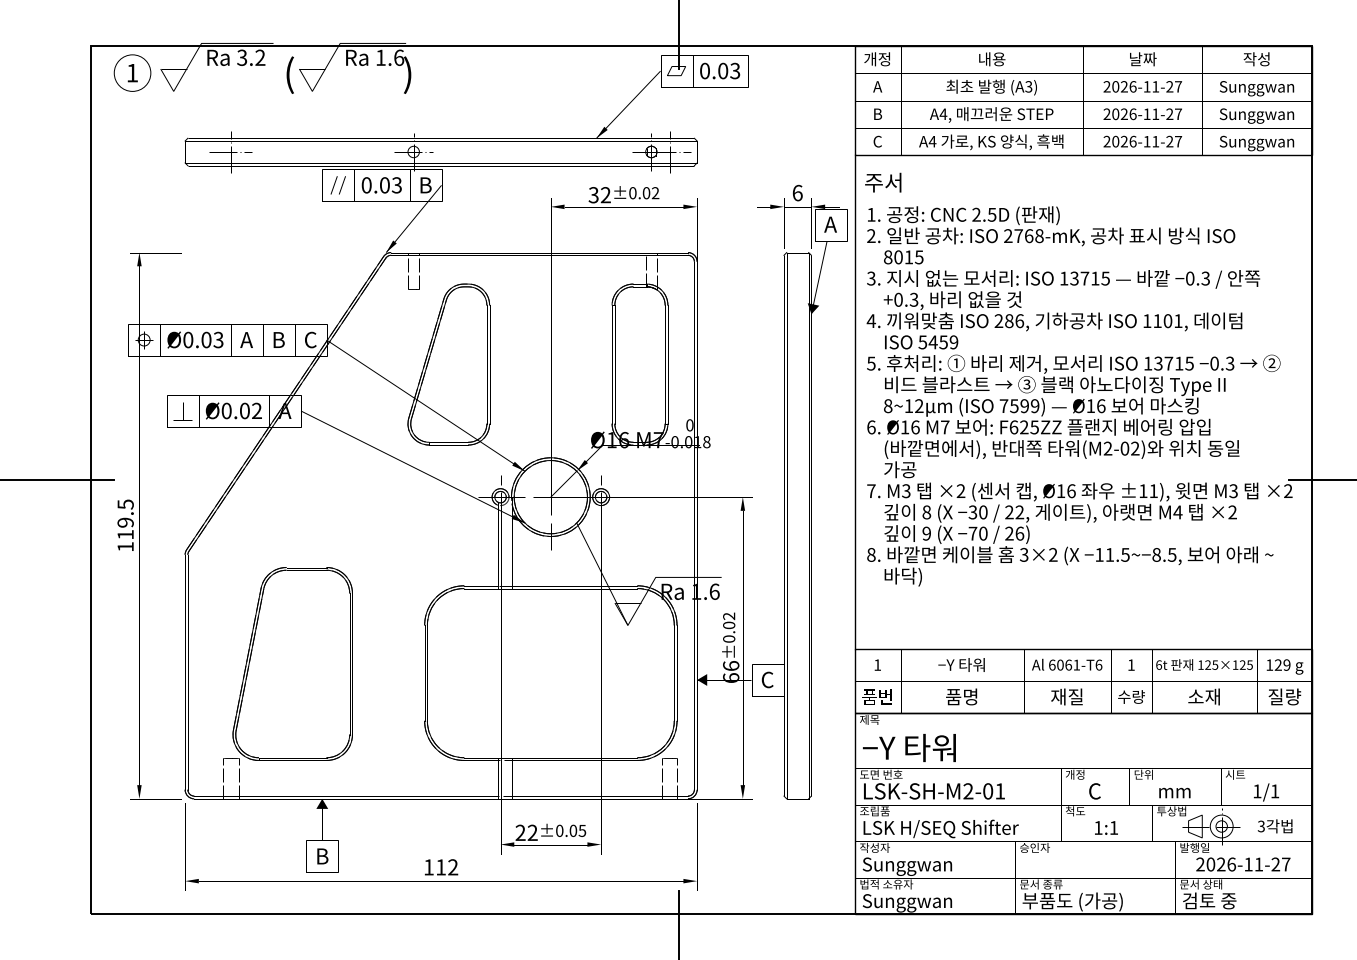 1 Ra 3.2 ( Ra 1.6 )
0.03
// 0.03 B
32±0.02
6
A
⌀0.03 A B C
⊥ ⌀0.02 A
⌀16 M7 0 -0.018
119.5
Ra 1.6
66±0.02
C
22±0.05
B
112
개정 내용 날짜 작성
A 최초 발행 (A3) 2026-11-27 Sunggwan
B A4, 매끄러운 STEP 2026-11-27 Sunggwan
C A4 가로, KS 양식, 흑백 2026-11-27 Sunggwan
주서
1. 공정: CNC 2.5D (판재)
2. 일반 공차: ISO 2768-mK, 공차 표시 방식 ISO
8015
3. 지시 없는 모서리: ISO 13715 — 바깥 −0.3 / 안쪽
+0.3, 바리 없을 것
4. 끼워맞춤 ISO 286, 기하공차 ISO 1101, 데이텀
ISO 5459
5. 후처리: ① 바리 제거, 모서리 ISO 13715 −0.3 → ②
비드 블라스트 → ③ 블랙 아노다이징 Type II
8~12µm (ISO 7599) — ⌀16 보어 마스킹
6. ⌀16 M7 보어: F625ZZ 플랜지 베어링 압입
(바깥면에서), 반대쪽 타워(M2-02)와 위치 동일
가공
7. M3 탭 ×2 (센서 캡, ⌀16 좌우 ±11), 윗면 M3 탭 ×2
깊이 8 (X −30 / 22, 게이트), 아랫면 M4 탭 ×2
깊이 9 (X −70 / 26)
8. 바깥면 케이블 홈 3×2 (X −11.5~−8.5, 보어 아래 ~
바닥)
1 −Y 타워 Al 6061-T6 1 6t 판재 125×125 129 g
품번 품명 재질 수량 소재 질량
제목
−Y 타워
도면 번호 개정 단위 시트
LSK-SH-M2-01 C mm 1/1
조립품 척도 투상법
LSK H/SEQ Shifter 1:1 3각법
작성자 승인자 발행일
Sunggwan 2026-11-27
법적 소유자 문서 종류 문서 상태
Sunggwan 부품도 (가공) 검토 중